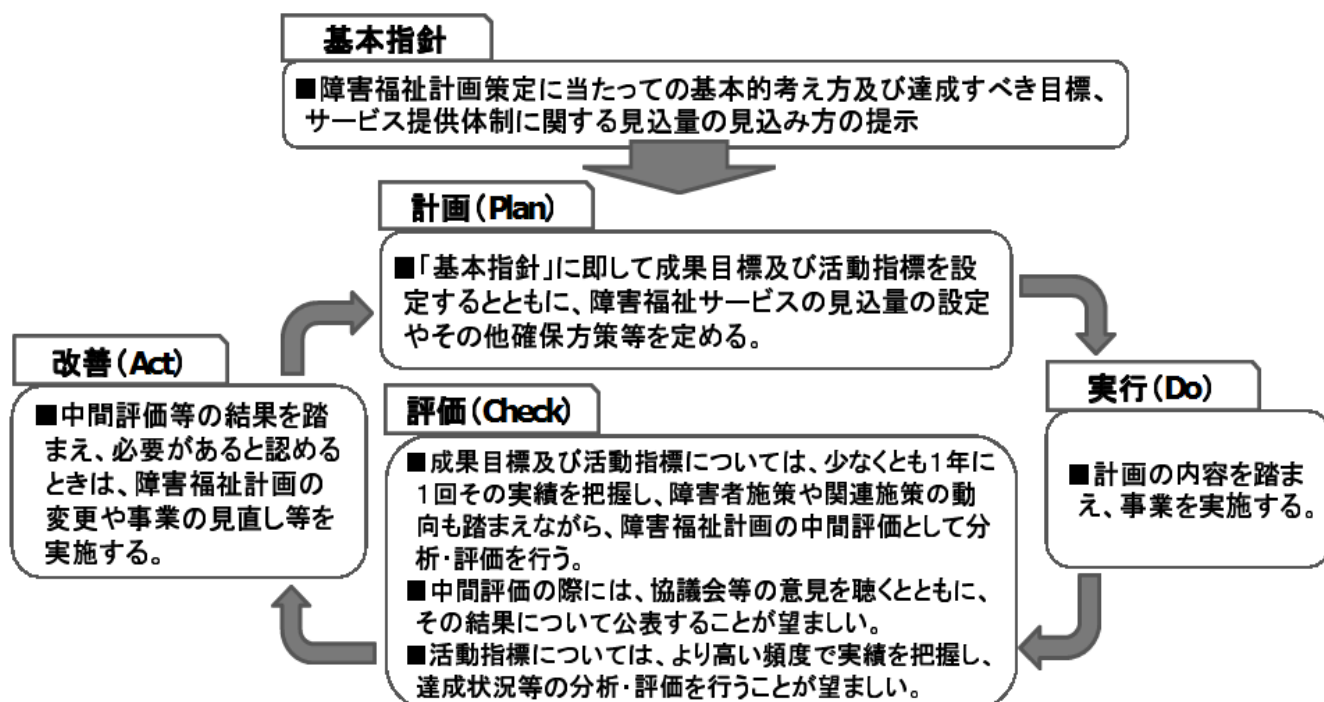 基本指針
■障害福祉計画策定に当たっての基本的考え方及び達成すべき目標、
サービス提供体制に関する見込量の見込み方の提示
計画(Plan)
■「基本指針」に即して成果目標及び活動指標を設
定するとともに、障害福祉サービスの見込量の設定
やその他確保方策等を定める。
実行(Do)
■計画の内容を踏ま
え、事業を実施する。
評価(Check)
■成果目標及び活動指標については、少なくとも1年に
1回その実績を把握し、障害者施策や関連施策の動
向も踏まえながら、障害福祉計画の中間評価として分
析・評価を行う。
■中間評価の際には、協議会等の意見を聴くとともに、
その結果について公表することが望ましい。
■活動指標については、より高い頻度で実績を把握し、
達成状況等の分析・評価を行うことが望ましい。
改善(Act)
■中間評価等の結果を踏
まえ、必要があると認める
ときは、障害福祉計画の
変更や事業の見直し等を
実施する。